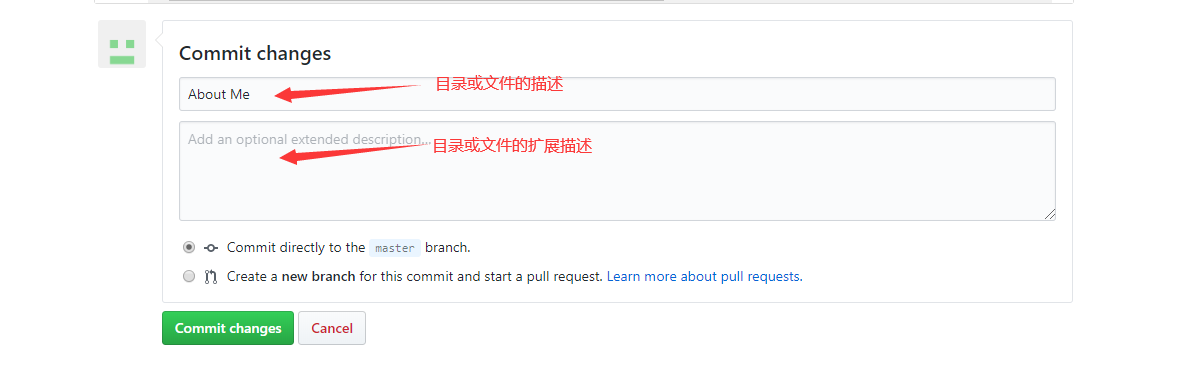 Commit changes
About Me
目录或文件的描述
Add an optional extended description...
目录或文件的扩展描述
Commit directly to the master branch.
Create a new branch for this commit and start a pull request. Learn more about pull requests.
Commit changes
Cancel